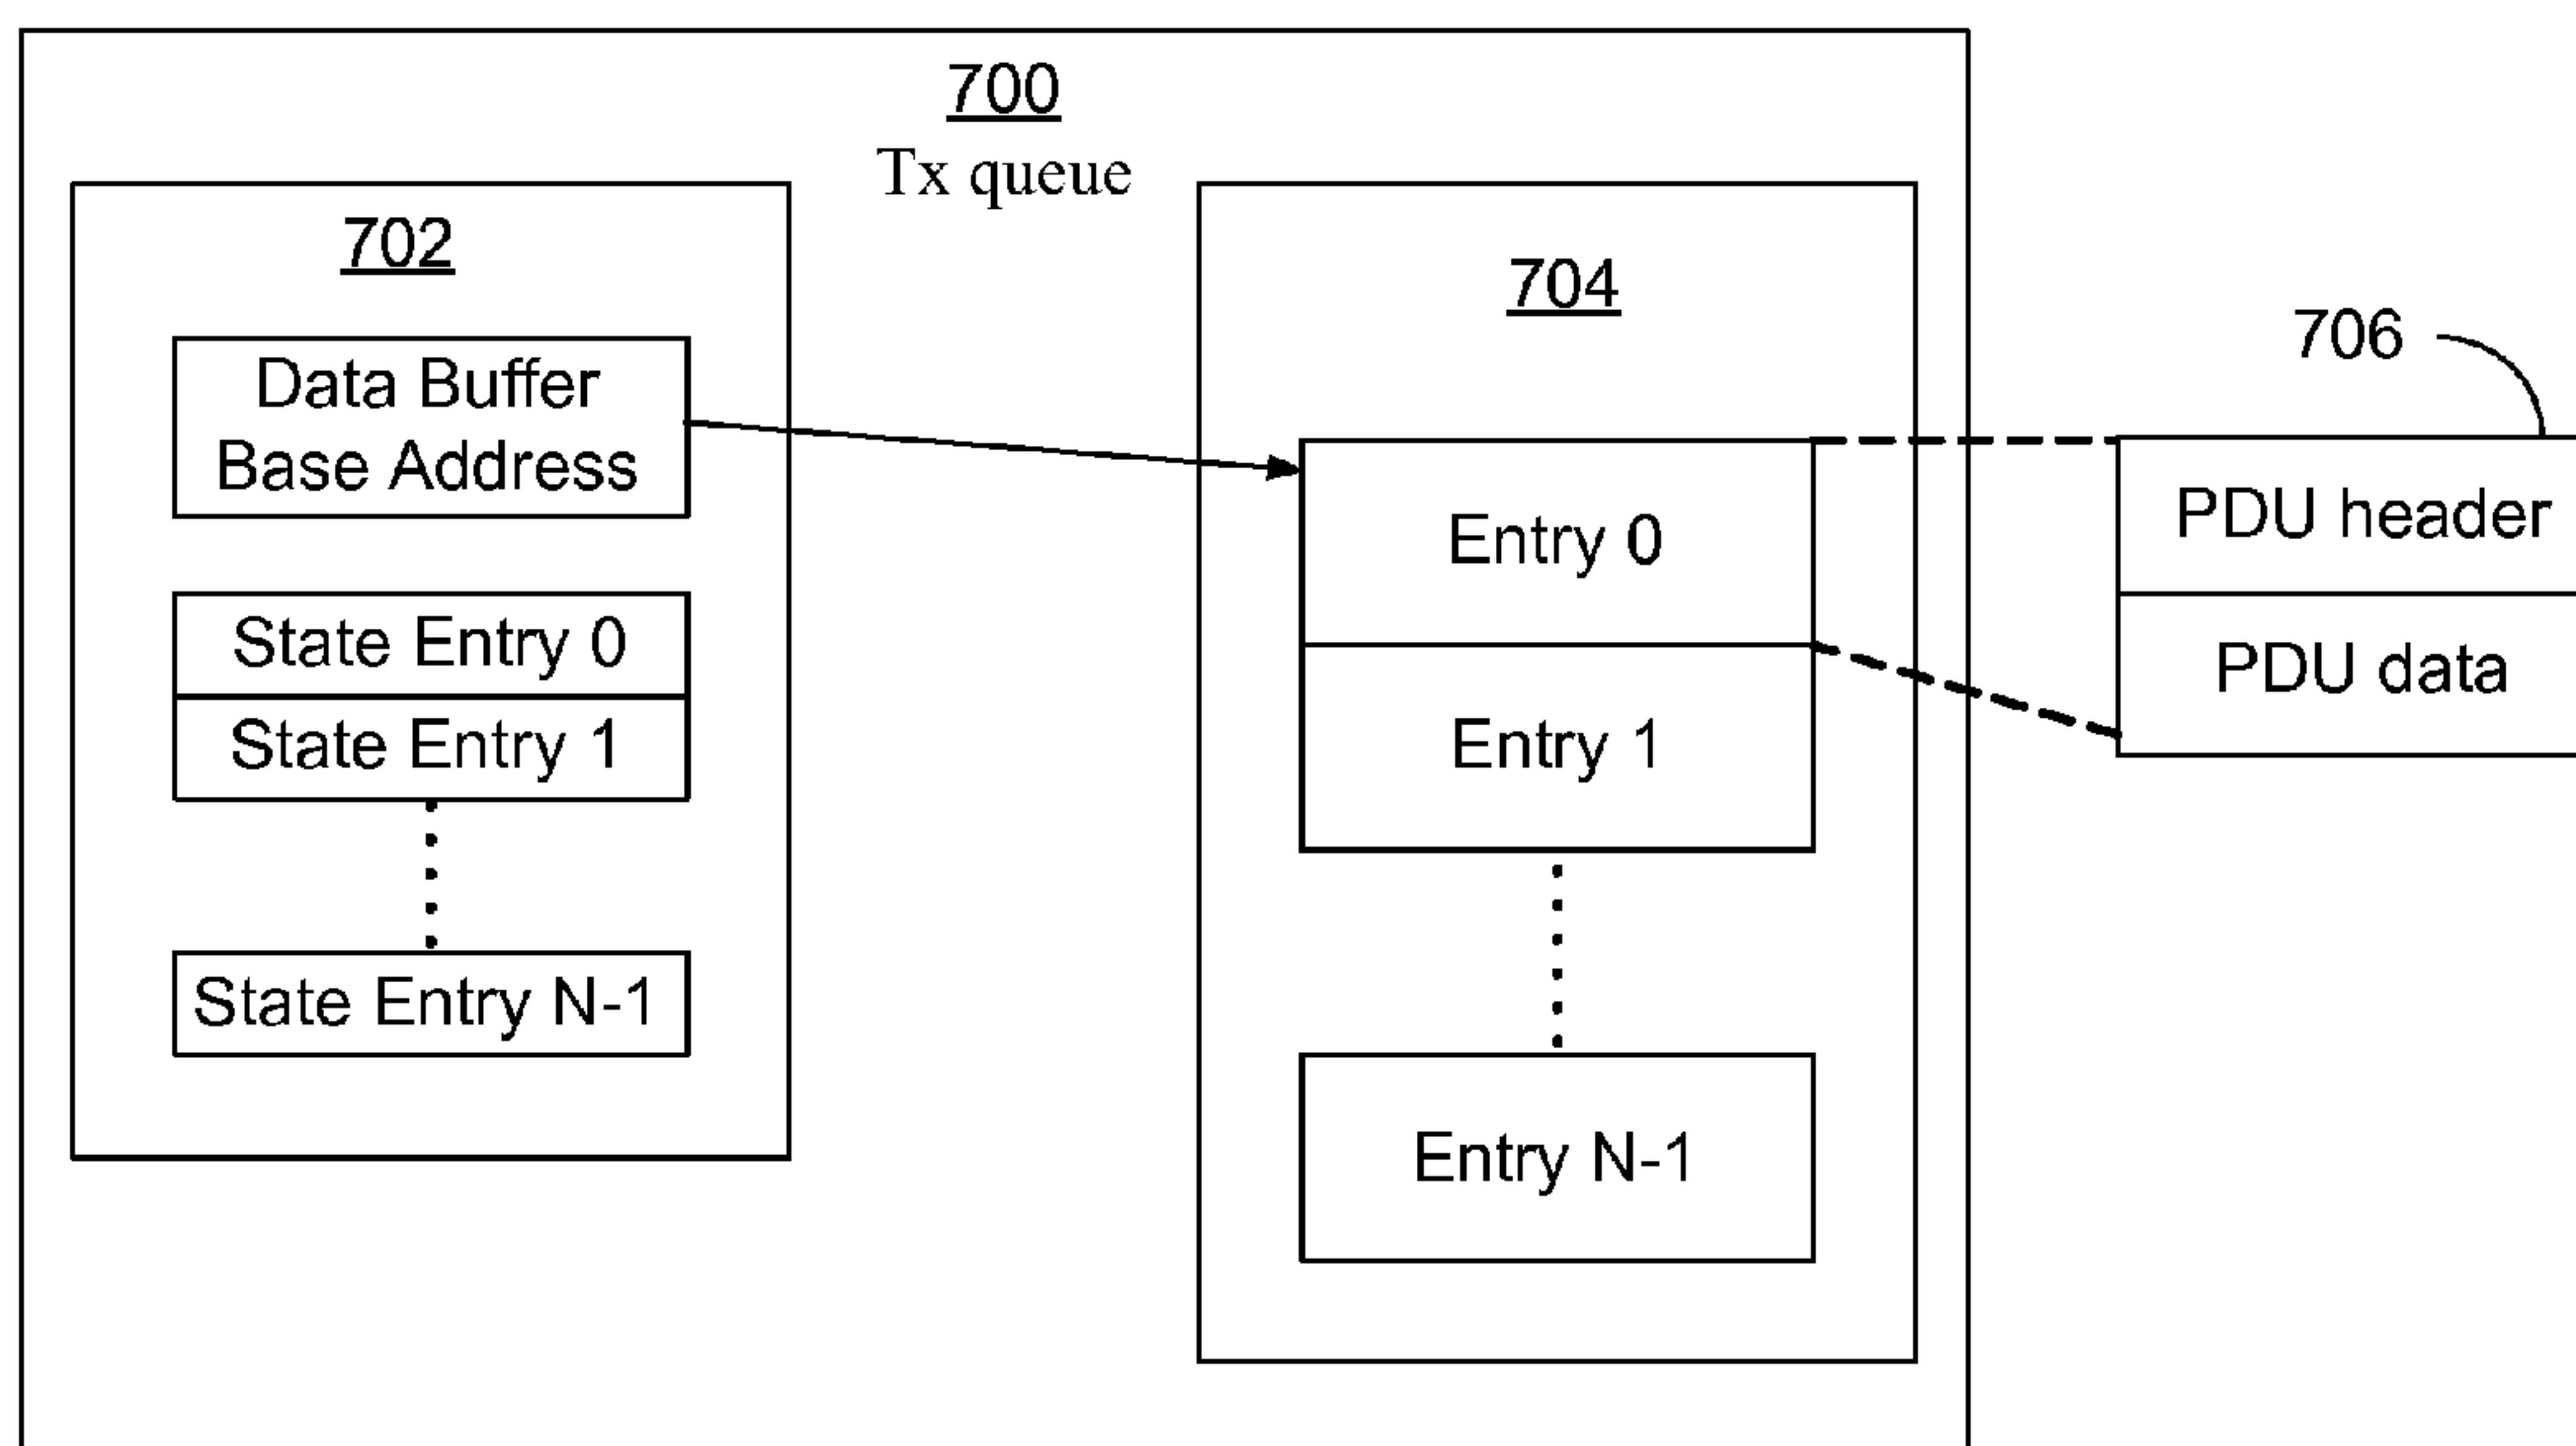 700
Tx queue
702
Data Buffer
Base Address
State Entry 0
State Entry 1
State Entry N-1
704
Entry 0
Entry 1
Entry N-1
706
PDU header
PDU data